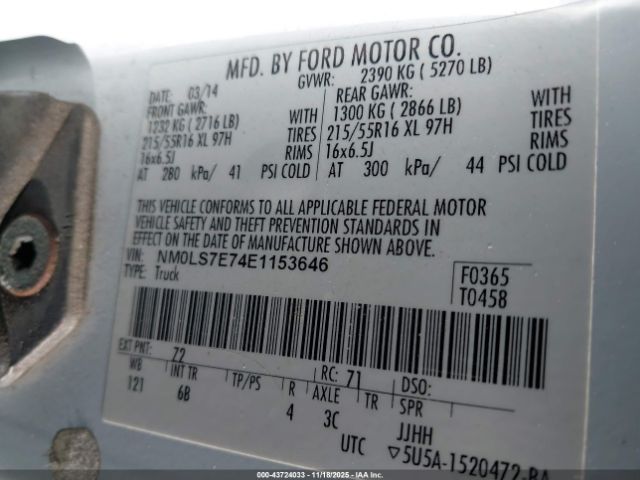 MFD. BY FORD MOTOR CO.
DATE: 03/14 GVWR: 2390 KG ( 5270 LB)
FRONT GAWR: REAR GAWR:
1232 KG ( 2716 LB) WITH 1300 KG ( 2866 LB) WITH
215/55R16 XL 97H TIRES 215/55R16 XL 97H TIRES
16x6.5J RIMS 16x6.5J RIMS
AT 280 kPa/ 41 PSI COLD AT 300 kPa/ 44 PSI COLD
THIS VEHICLE CONFORMS TO ALL APPLICABLE FEDERAL MOTOR
VEHICLE SAFETY AND THEFT PREVENTION STANDARDS IN
EFFECT ON THE DATE OF MANUFACTURE SHOWN ABOVE.
VIN: NM0LS7E74E1153646 F0365
TYPE: Truck T0458
EXT PNT: Z2 RC: 71 DSO:
WB INT TR TP/PS R AXLE TR SPR
121 6B 4 3C JJHH
UTC ▽5U5A-1520472-BA
IAA 00-43724033 — 11/18/2025 — IAAI.COM